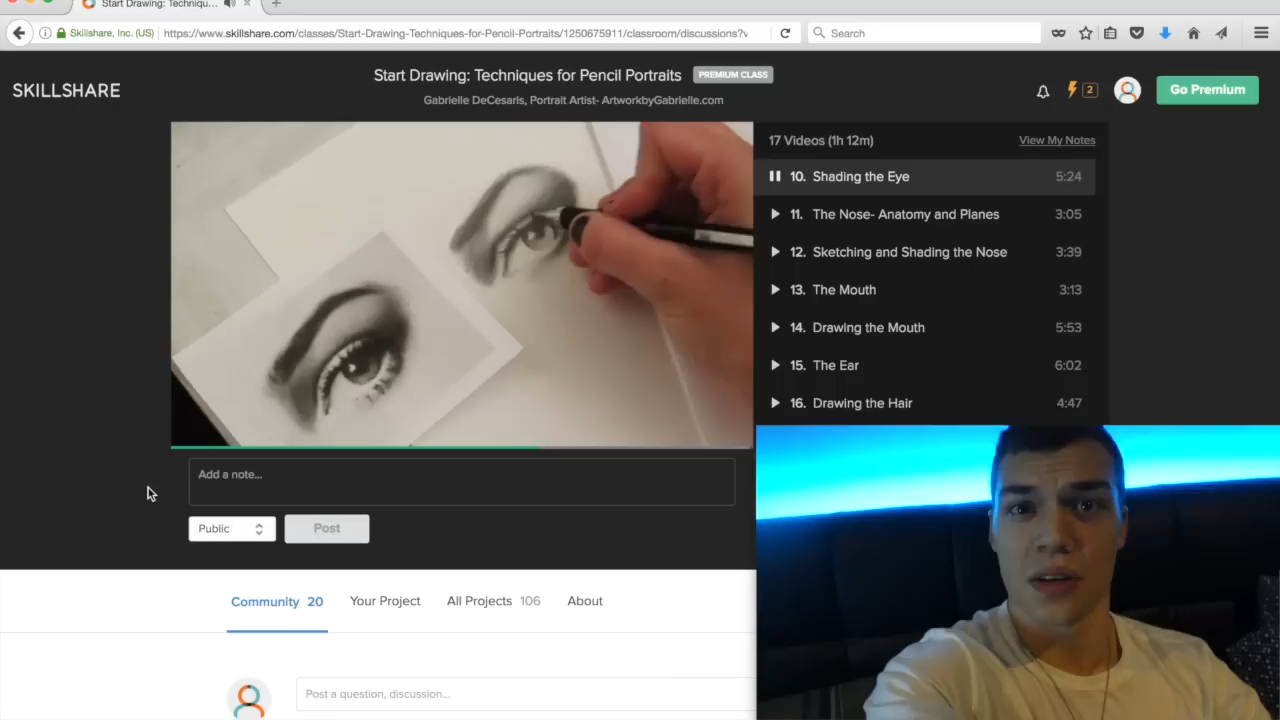 Start Drawing: Techniqu...
Skillshare, Inc. (US)
https://www.skillshare.com/classes/Start-Drawing-Techniques-for-Pencil-Portraits/1250675911/classroom/discussions?v
Search
SKILLSHARE
Start Drawing: Techniques for Pencil Portraits
PREMIUM CLASS
Gabrielle DeCesaris, Portrait Artist- ArtworkbyGabrielle.com
2
Go Premium
17 Videos (1h 12m)
View My Notes
10. Shading the Eye 5:24
11. The Nose- Anatomy and Planes 3:05
12. Sketching and Shading the Nose 3:39
13. The Mouth 3:13
14. Drawing the Mouth 5:53
15. The Ear 6:02
16. Drawing the Hair 4:47
Add a note...
Public
Post
Community 20
Your Project
All Projects 106
About
Post a question, discussion...